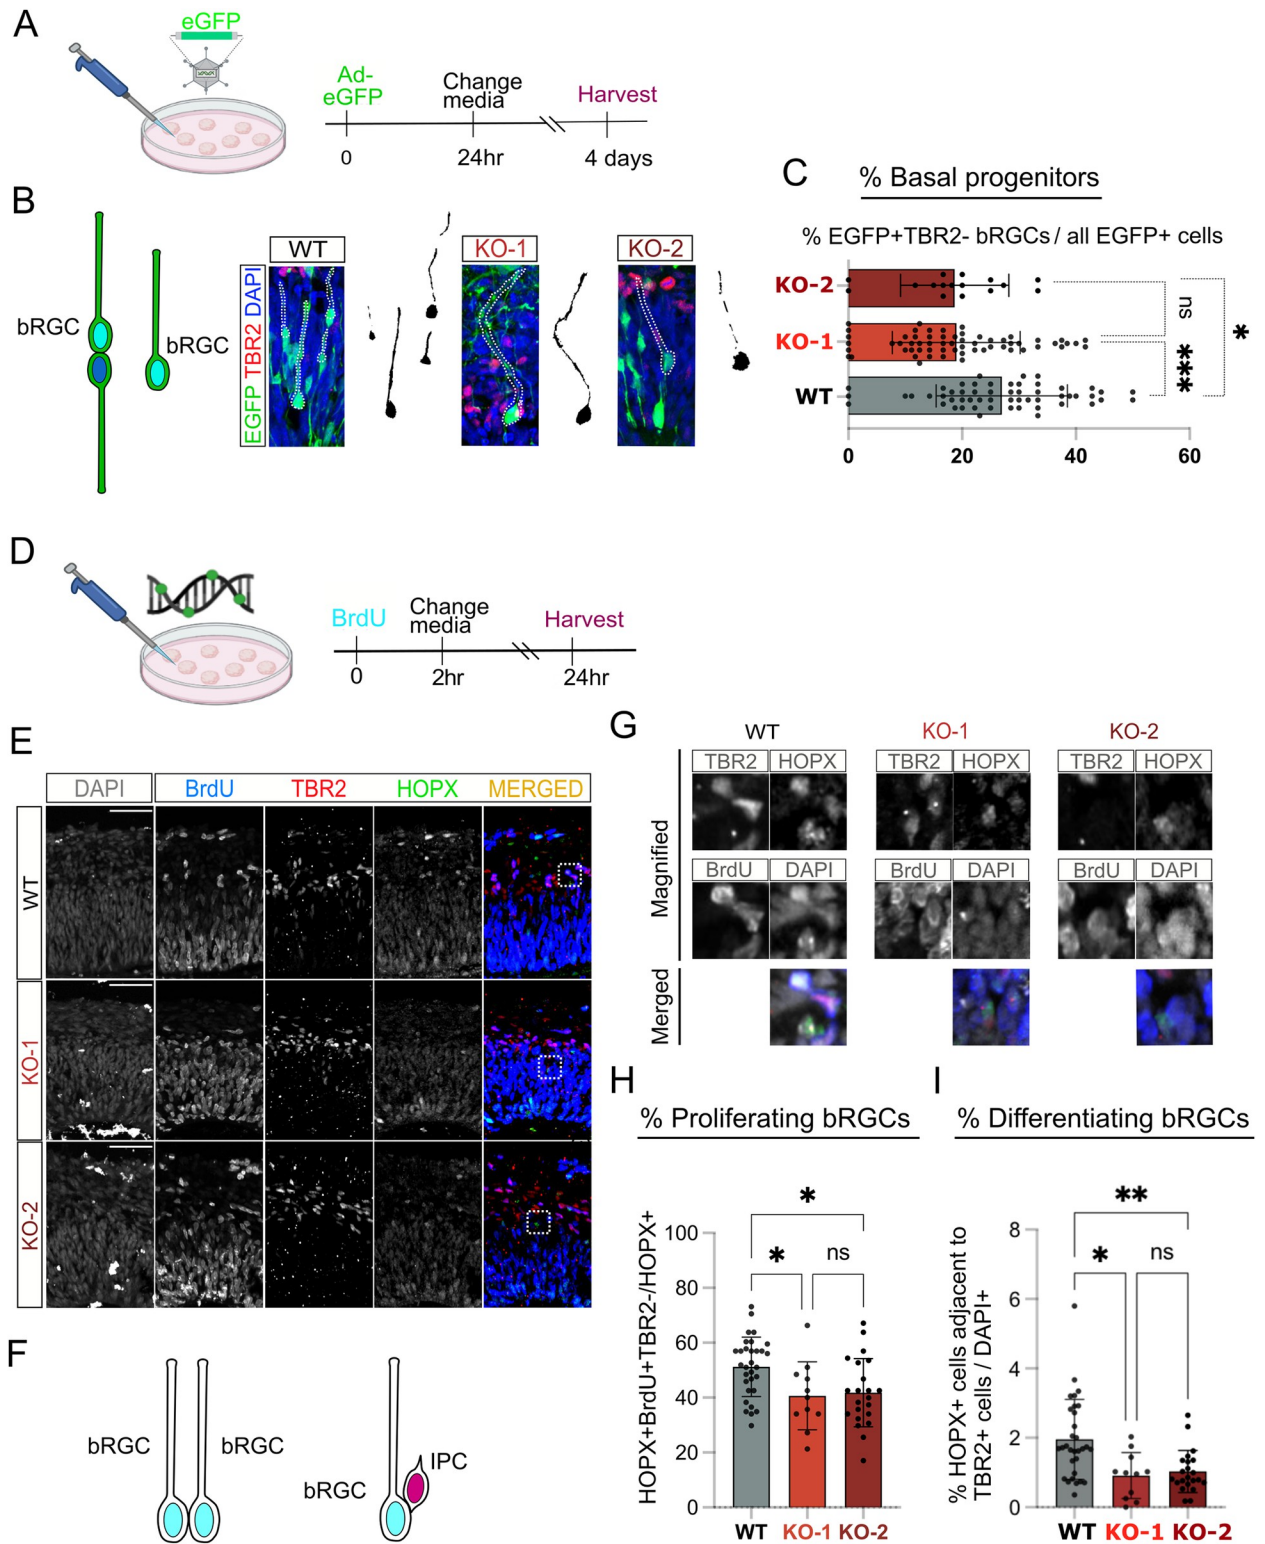 A
eGFP
Ad-
eGFP
Change
media
Harvest
0
24hr
4 days
B
bRGC
bRGC
EGFP TBR2 DAPI
WT
KO-1
KO-2
C
% Basal progenitors
% EGFP+TBR2- bRGCs / all EGFP+ cells
KO-2
KO-1
WT
ns
***
*
0
20
40
60
D
BrdU
Change
media
Harvest
0
2hr
24hr
E
DAPI
BrdU
TBR2
HOPX
MERGED
WT
KO-1
KO-2
F
bRGC
bRGC
bRGC
IPC
G
WT
KO-1
KO-2
Magnified
TBR2
HOPX
TBR2
HOPX
TBR2
HOPX
BrdU
DAPI
BrdU
DAPI
BrdU
DAPI
Merged
H
% Proliferating bRGCs
HOPX+BrdU+TBR2-/HOPX+
100
80
60
40
20
0
*
*
ns
WT
KO-1
KO-2
I
% Differentiating bRGCs
% HOPX+ cells adjacent to
TBR2+ cells / DAPI+
8
6
4
2
0
**
*
ns
WT
KO-1
KO-2